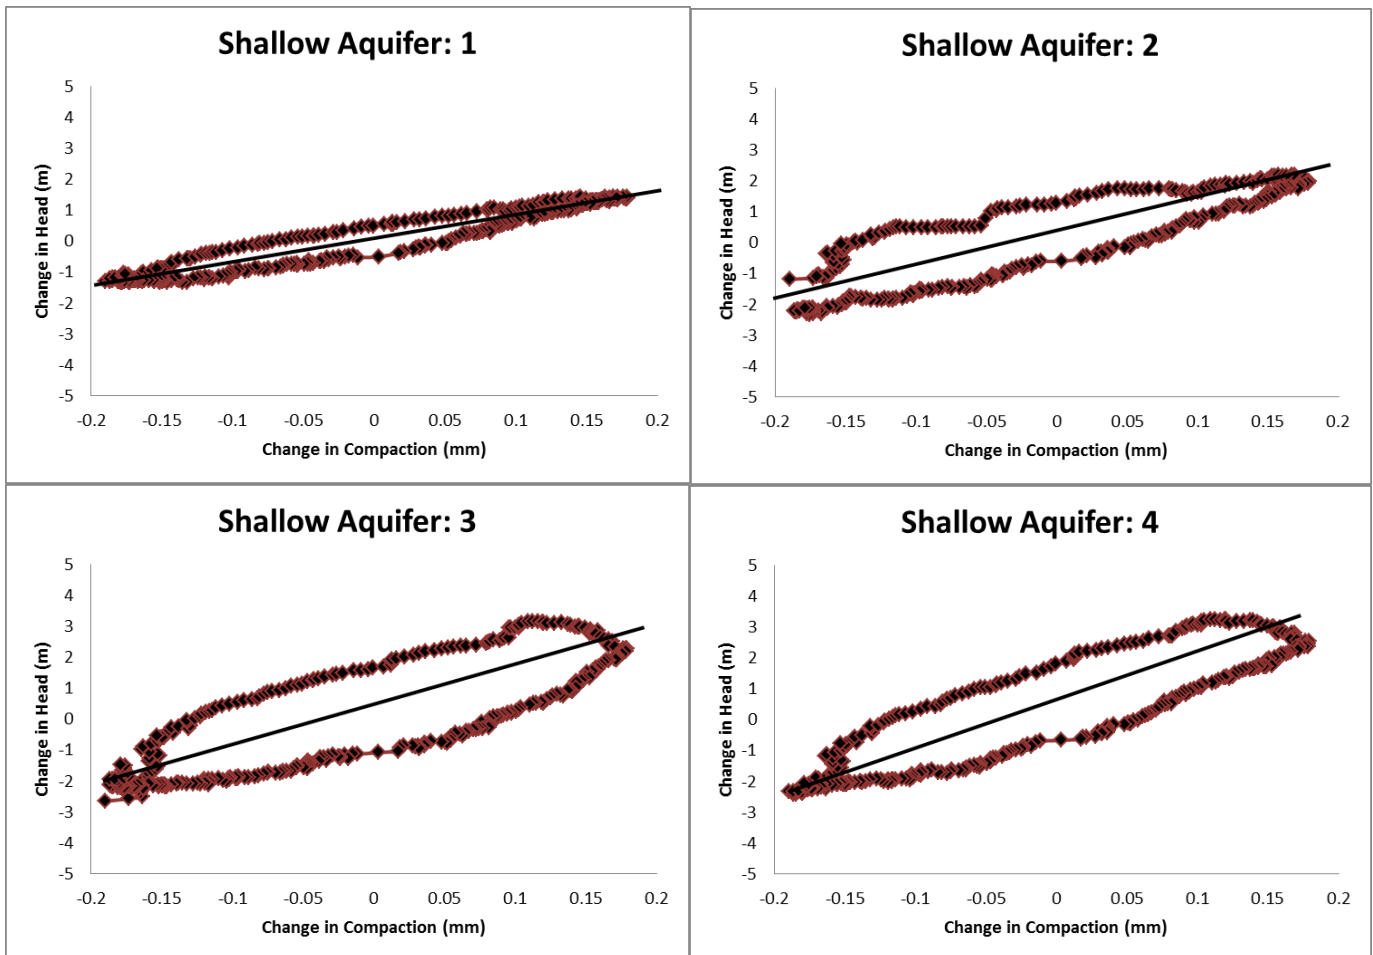 Shallow Aquifer: 1
Change in Head (m)
5
4
3
2
1
0
-1
-2
-3
-4
-5
-0.2 -0.15 -0.1 -0.05 0 0.05 0.1 0.15 0.2
Change in Compaction (mm)
Shallow Aquifer: 2
Change in Head (m)
5
4
3
2
1
0
-1
-2
-3
-4
-5
-0.2 -0.15 -0.1 -0.05 0 0.05 0.1 0.15 0.2
Change in Compaction (mm)
Shallow Aquifer: 3
Change in Head (m)
5
4
3
2
1
0
-1
-2
-3
-4
-5
-0.2 -0.15 -0.1 -0.05 0 0.05 0.1 0.15 0.2
Change in Compaction (mm)
Shallow Aquifer: 4
Change in Head (m)
5
4
3
2
1
0
-1
-2
-3
-4
-5
-0.2 -0.15 -0.1 -0.05 0 0.05 0.1 0.15 0.2
Change in Compaction (mm)